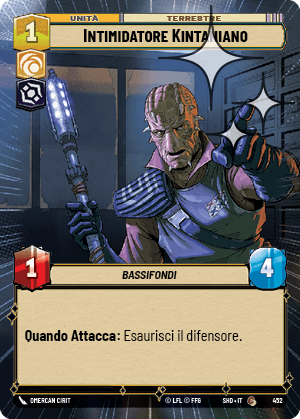 UNITÀ TERRESTRE
1
INTIMIDATORE KINTANIANO
1
4
BASSIFONDI
Quando Attacca: Esaurisci il difensore.
OMERCAN CIRIT © LFL © FFG SHD • IT 492